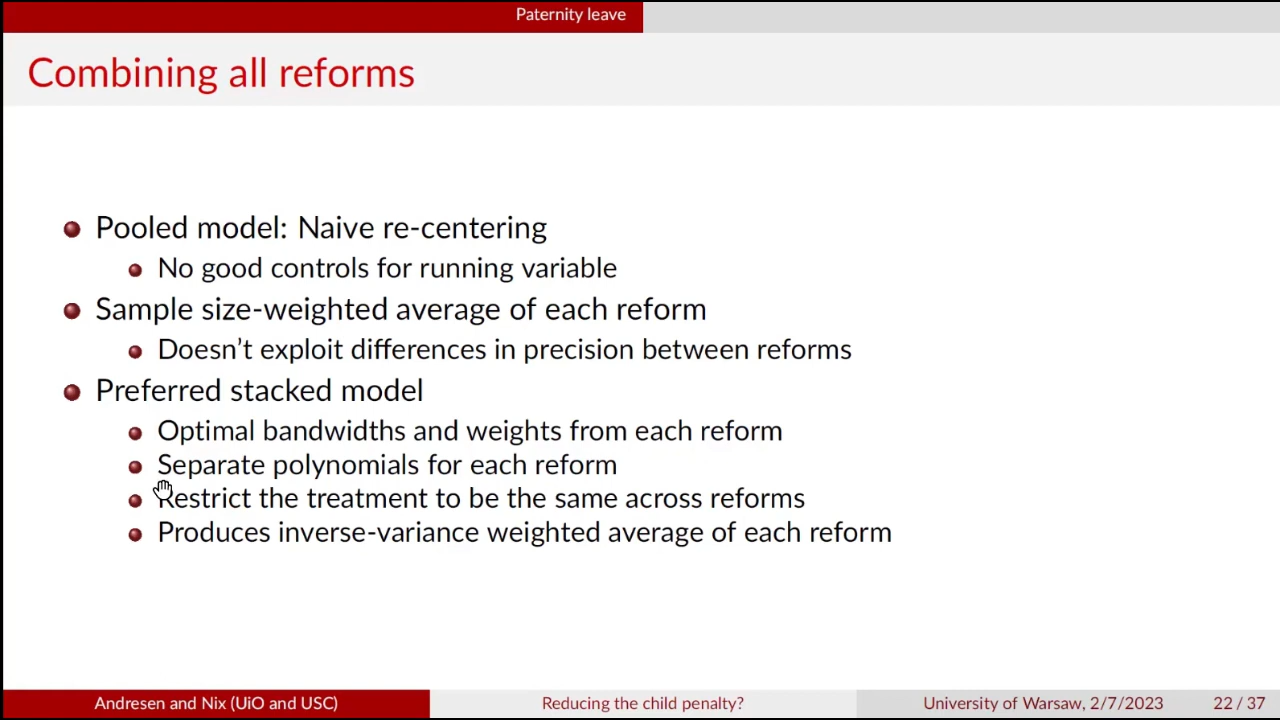 Paternity leave
Combining all reforms
Pooled model: Naive re-centering
No good controls for running variable
Sample size-weighted average of each reform
Doesn't exploit differences in precision between reforms
Preferred stacked model
Optimal bandwidths and weights from each reform
Separate polynomials for each reform
Restrict the treatment to be the same across reforms
Produces inverse-variance weighted average of each reform
Andresen and Nix (UiO and USC) Reducing the child penalty? University of Warsaw, 2/7/2023 22 / 37